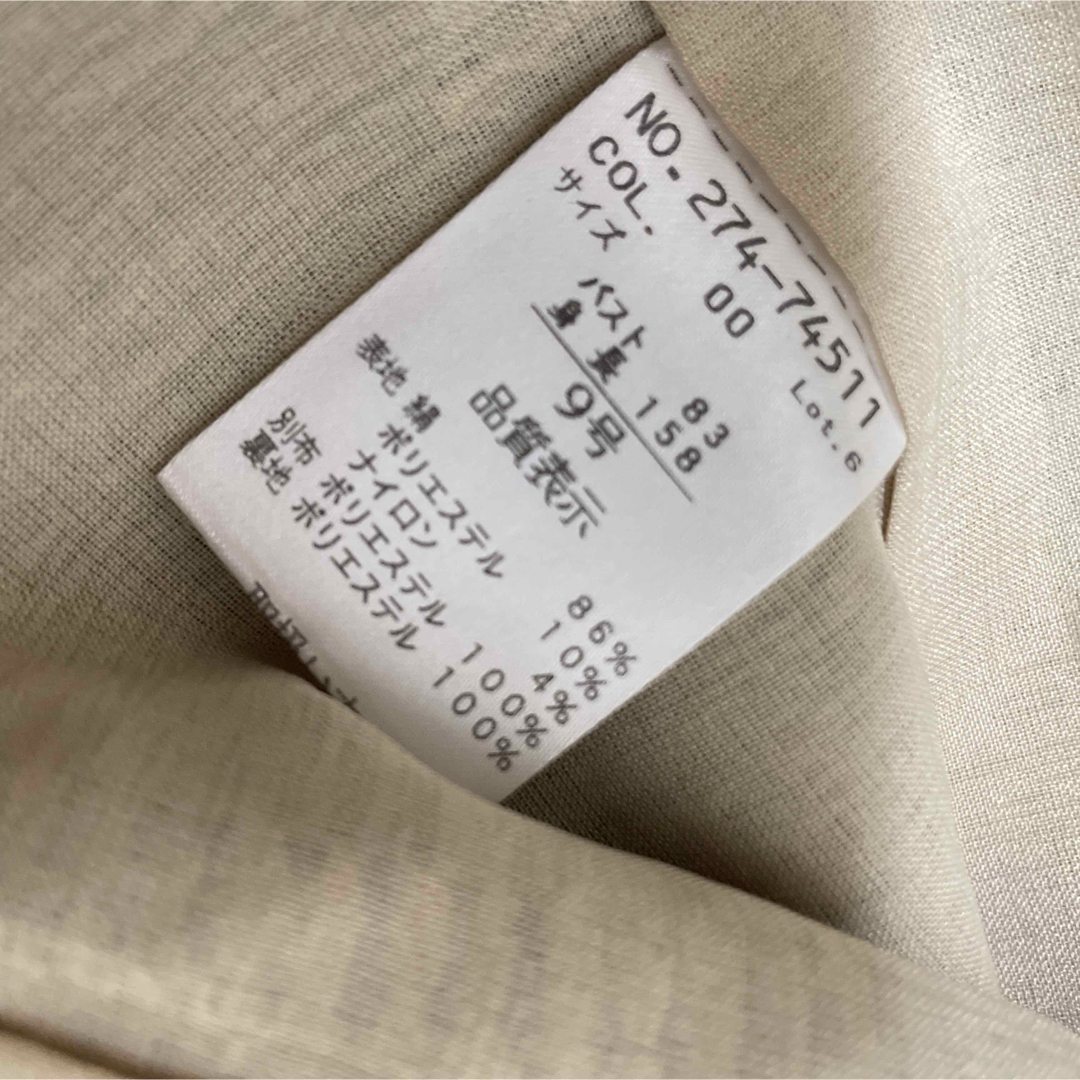 NO.274-74511
COL. 00 Lot.6
サイズ
バスト 83
身長 158
9号
品質表示
表地 絹 86%
ポリエステル 10%
ナイロン 4%
別布 ポリエステル 100%
裏地 ポリエステル 100%